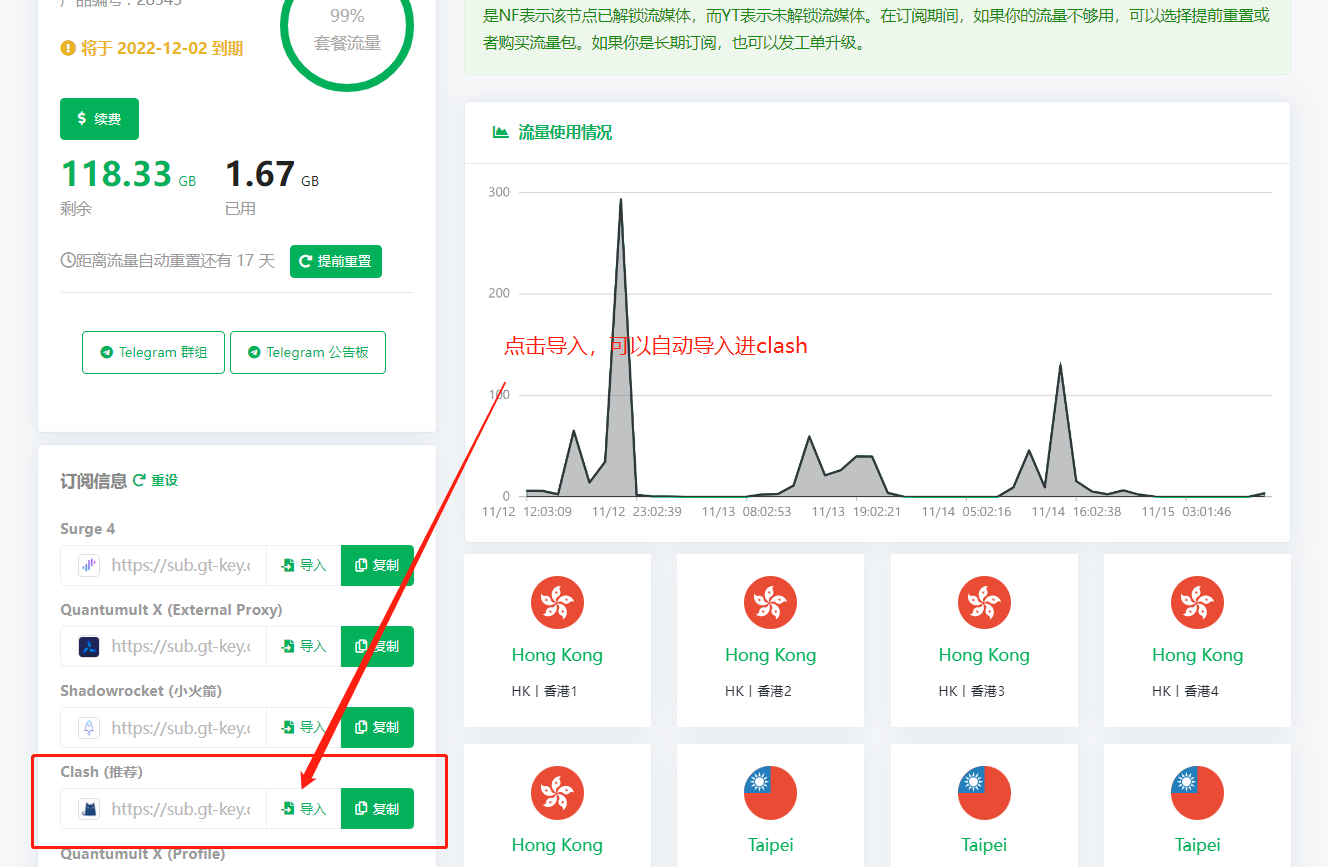 产品编号：28545
99%
套餐流量
将于 2022-12-02 到期
续费
118.33 GB
剩余
1.67 GB
已用
距离流量自动重置还有 17 天
提前重置
Telegram 群组
Telegram 公告板
订阅信息
重设
Surge 4
https://sub.gt-key.c
导入
复制
Quantumult X (External Proxy)
https://sub.gt-key.c
导入
复制
Shadowrocket (小火箭)
https://sub.gt-key.c
导入
复制
Clash (推荐)
https://sub.gt-key.c
导入
复制
Quantumult X (Profile)
是NF表示该节点已解锁流媒体，而YT表示未解锁流媒体。在订阅期间，如果你的流量不够用，可以选择提前重置或
者购买流量包。如果你是长期订阅，也可以发工单升级。
流量使用情况
300
200
点击导入，可以自动导入进clash
100
0
11/12 12:03:09
11/12 23:02:39
11/13 08:02:53
11/13 19:02:21
11/14 05:02:16
11/14 16:02:38
11/15 03:01:46
Hong Kong
HK丨香港1
Hong Kong
HK丨香港2
Hong Kong
HK丨香港3
Hong Kong
HK丨香港4
Hong Kong
Taipei
Taipei
Taipei